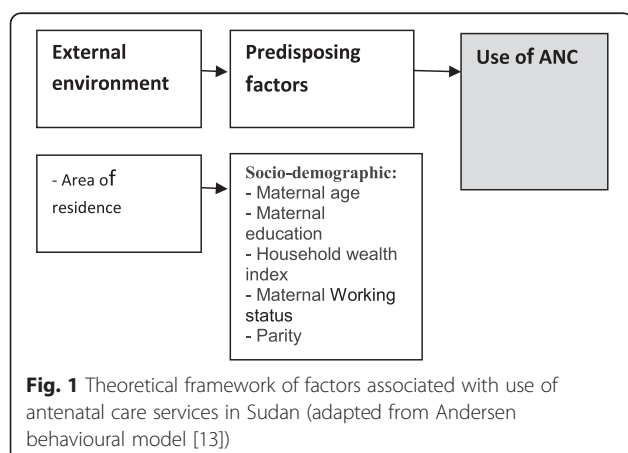 External
environment
Predisposing
factors
Use of ANC
- Area of
residence
Socio-demographic:
- Maternal age
- Maternal
education
- Household wealth
index
- Maternal Working
status
- Parity
Fig. 1 Theoretical framework of factors associated with use of
antenatal care services in Sudan (adapted from Andersen
behavioural model [13])